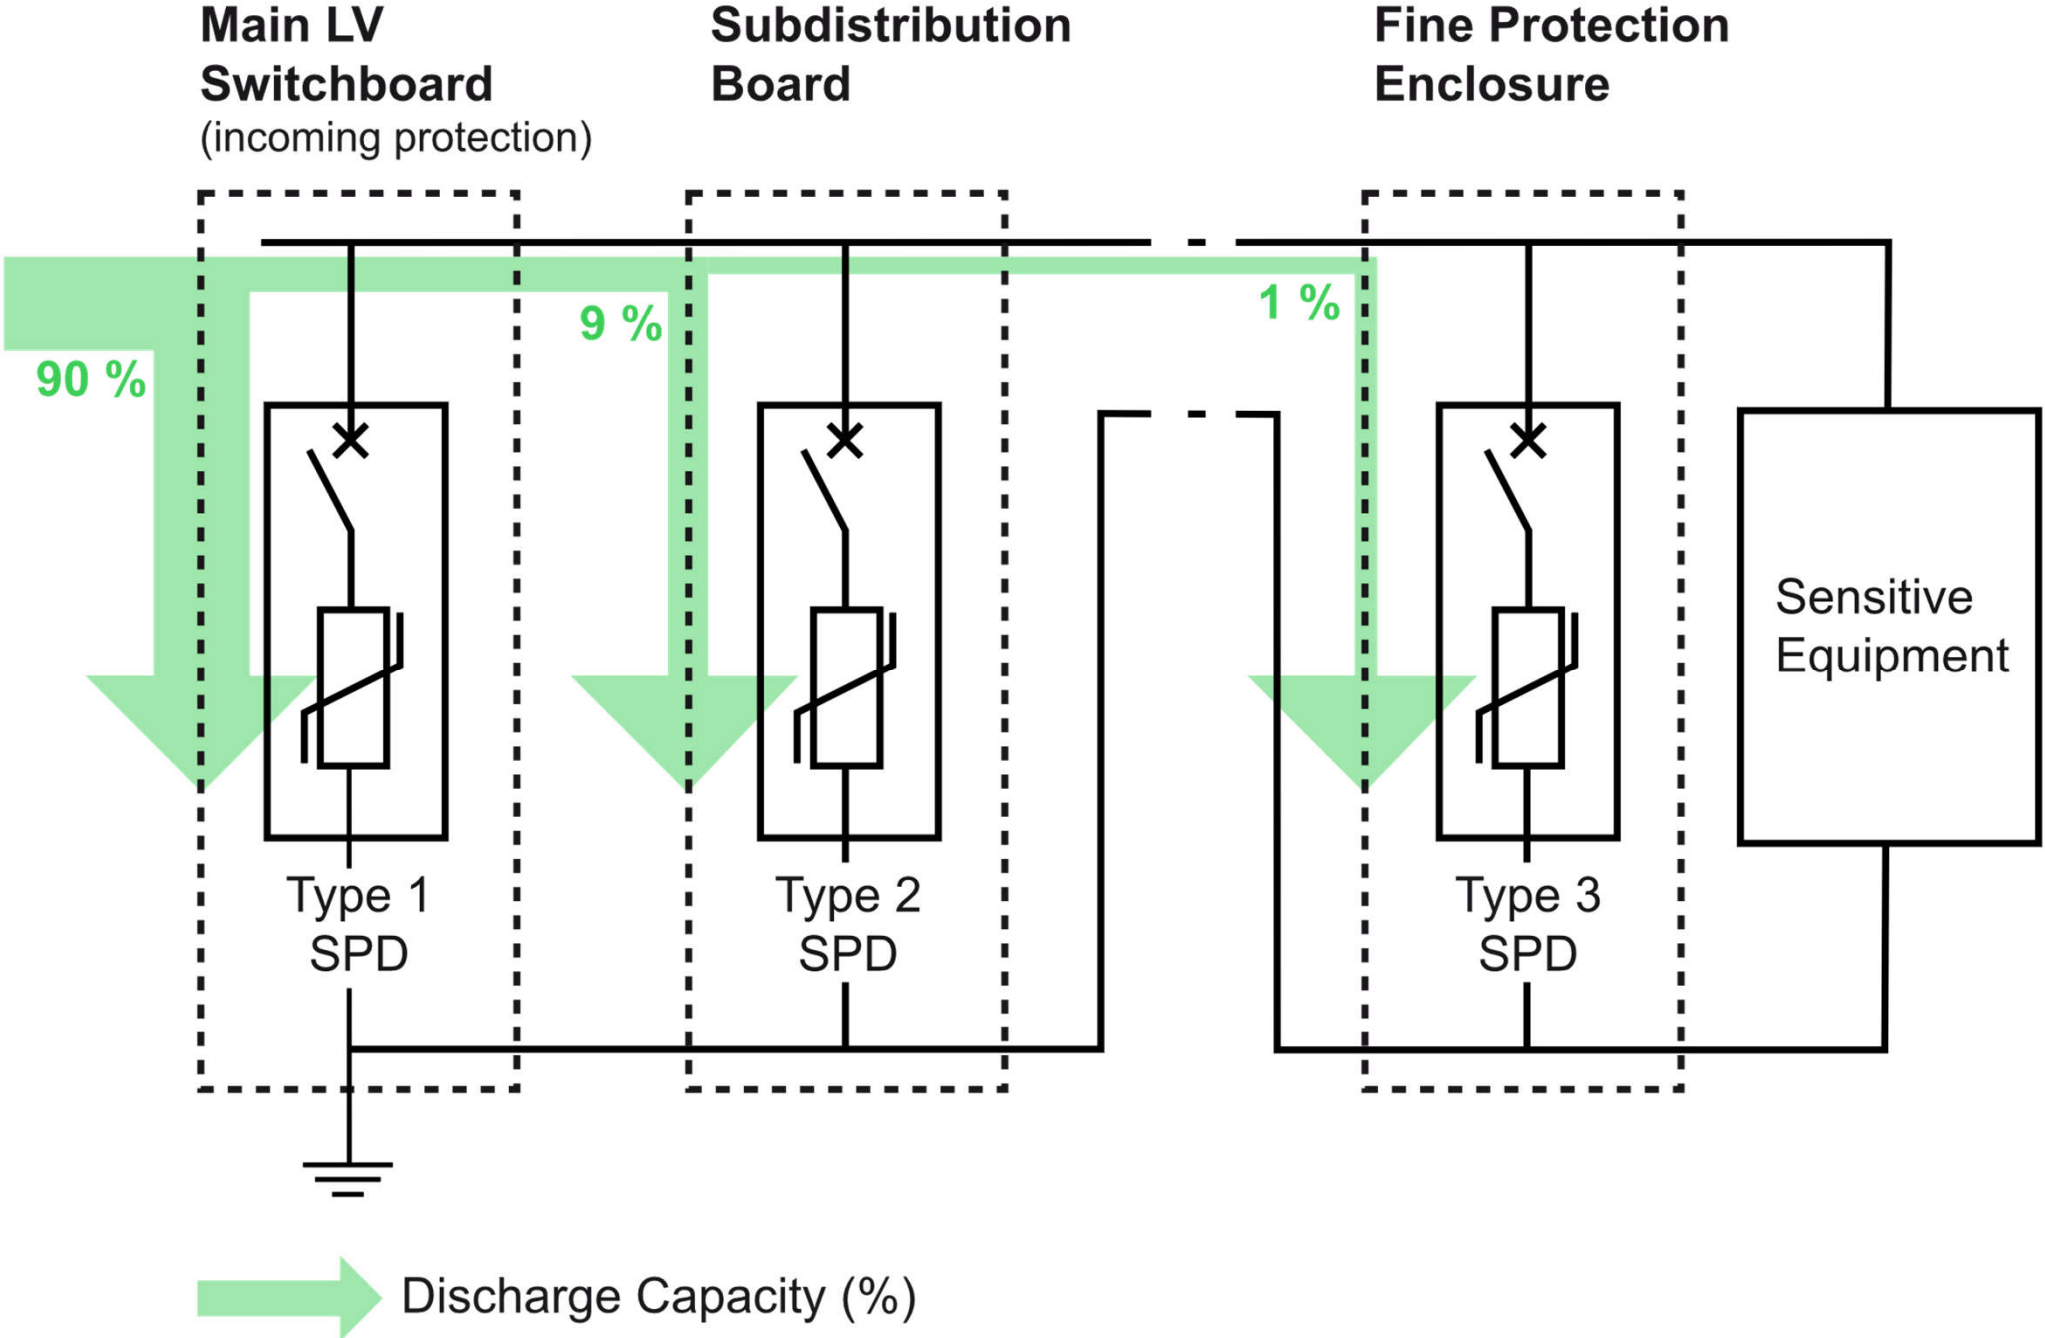 Main LV
Switchboard
(incoming protection)
Subdistribution
Board
Fine Protection
Enclosure
90 %
9 %
1 %
Sensitive
Equipment
Type 1
SPD
Type 2
SPD
Type 3
SPD
Discharge Capacity (%)